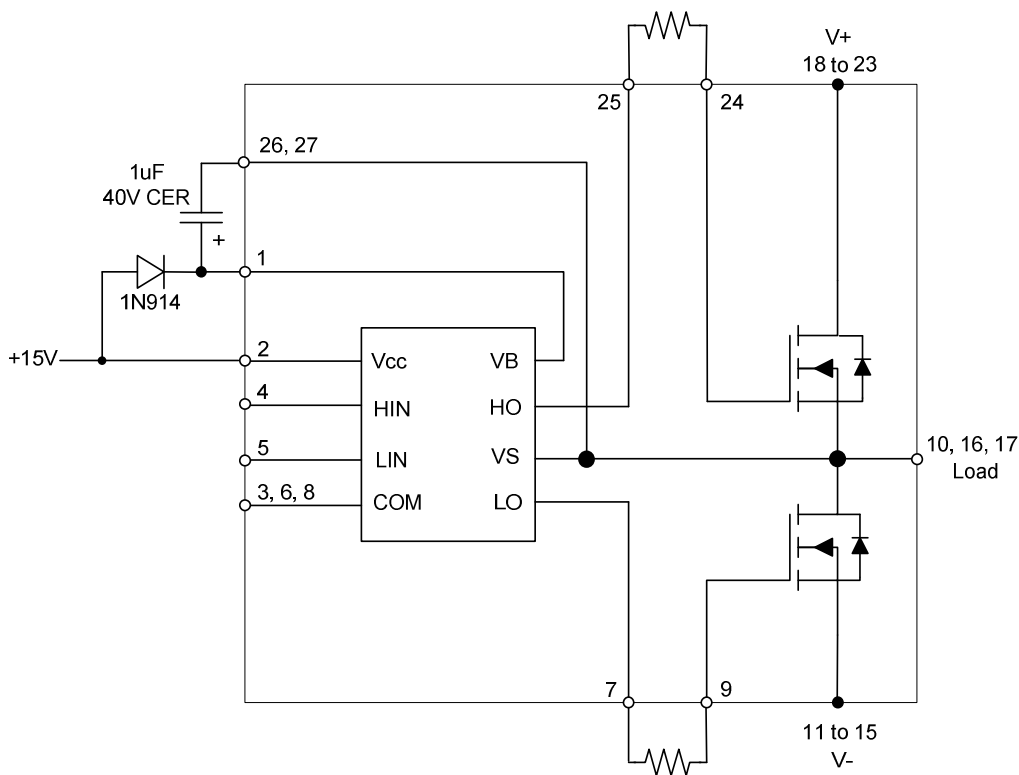 V+
18 to 23
25
24
26, 27
1uF
40V CER
+
1
1N914
+15V
2
Vcc
VB
4
HIN
HO
5
LIN
VS
10, 16, 17
Load
3, 6, 8
COM
LO
7
9
11 to 15
V-